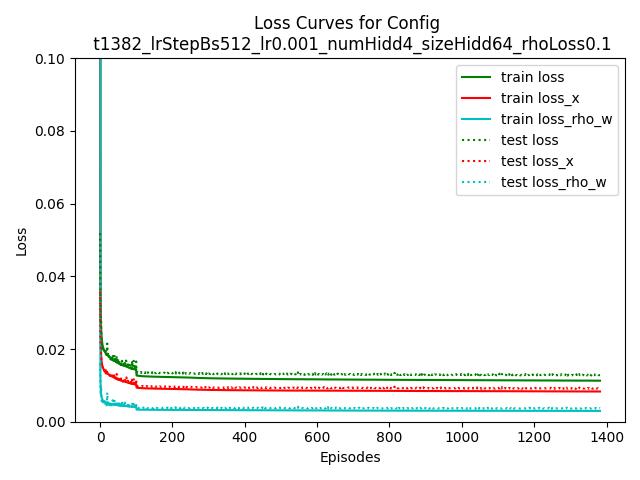 Loss Curves for Config
t1382_lrStepBs512_lr0.001_numHidd4_sizeHidd64_rhoLoss0.1
0.10
0.08
0.06
0.04
0.02
0.00
Loss
train loss
train loss_x
train loss_rho_w
test loss
test loss_x
test loss_rho_w
0 200 400 600 800 1000 1200 1400
Episodes